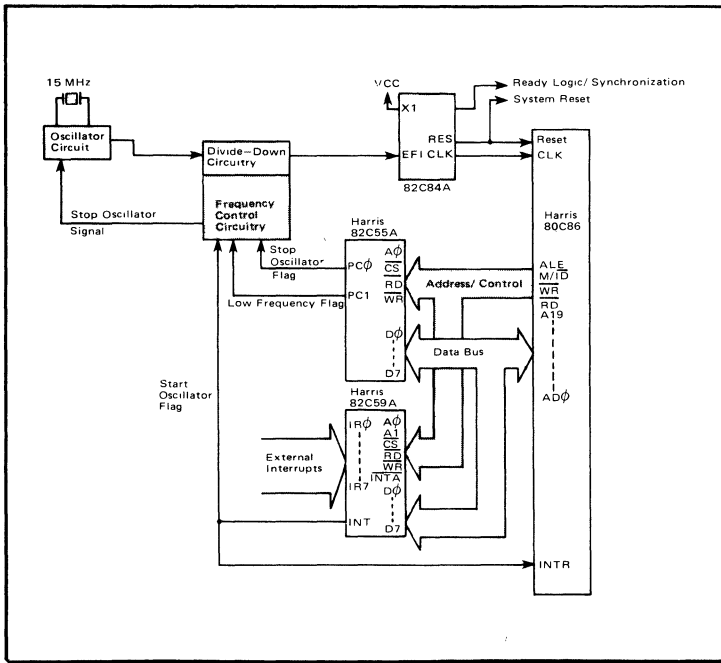 15 MHz
Oscillator
Circuit
Divide–Down
Circuitry
Frequency
Control
Circuitry
Stop Oscillator
Signal
Stop
Oscillator
Flag
Low Frequency Flag
Start
Oscillator
Flag
VCC
X1
RES
EFI CLK
82C84A
Ready Logic/ Synchronization
System Reset
Reset
CLK
Harris
80C86
ALE
M/IO
WR
RD
A19
ADϕ
INTR
Harris
82C55A
PCϕ
PC1
Aϕ
CS
RD
WR
Dϕ
D7
Address/ Control
Data Bus
Harris
82C59A
IRϕ
IR7
INT
Aϕ
A1
CS
RD
WR
INTA
Dϕ
D7
External
Interrupts